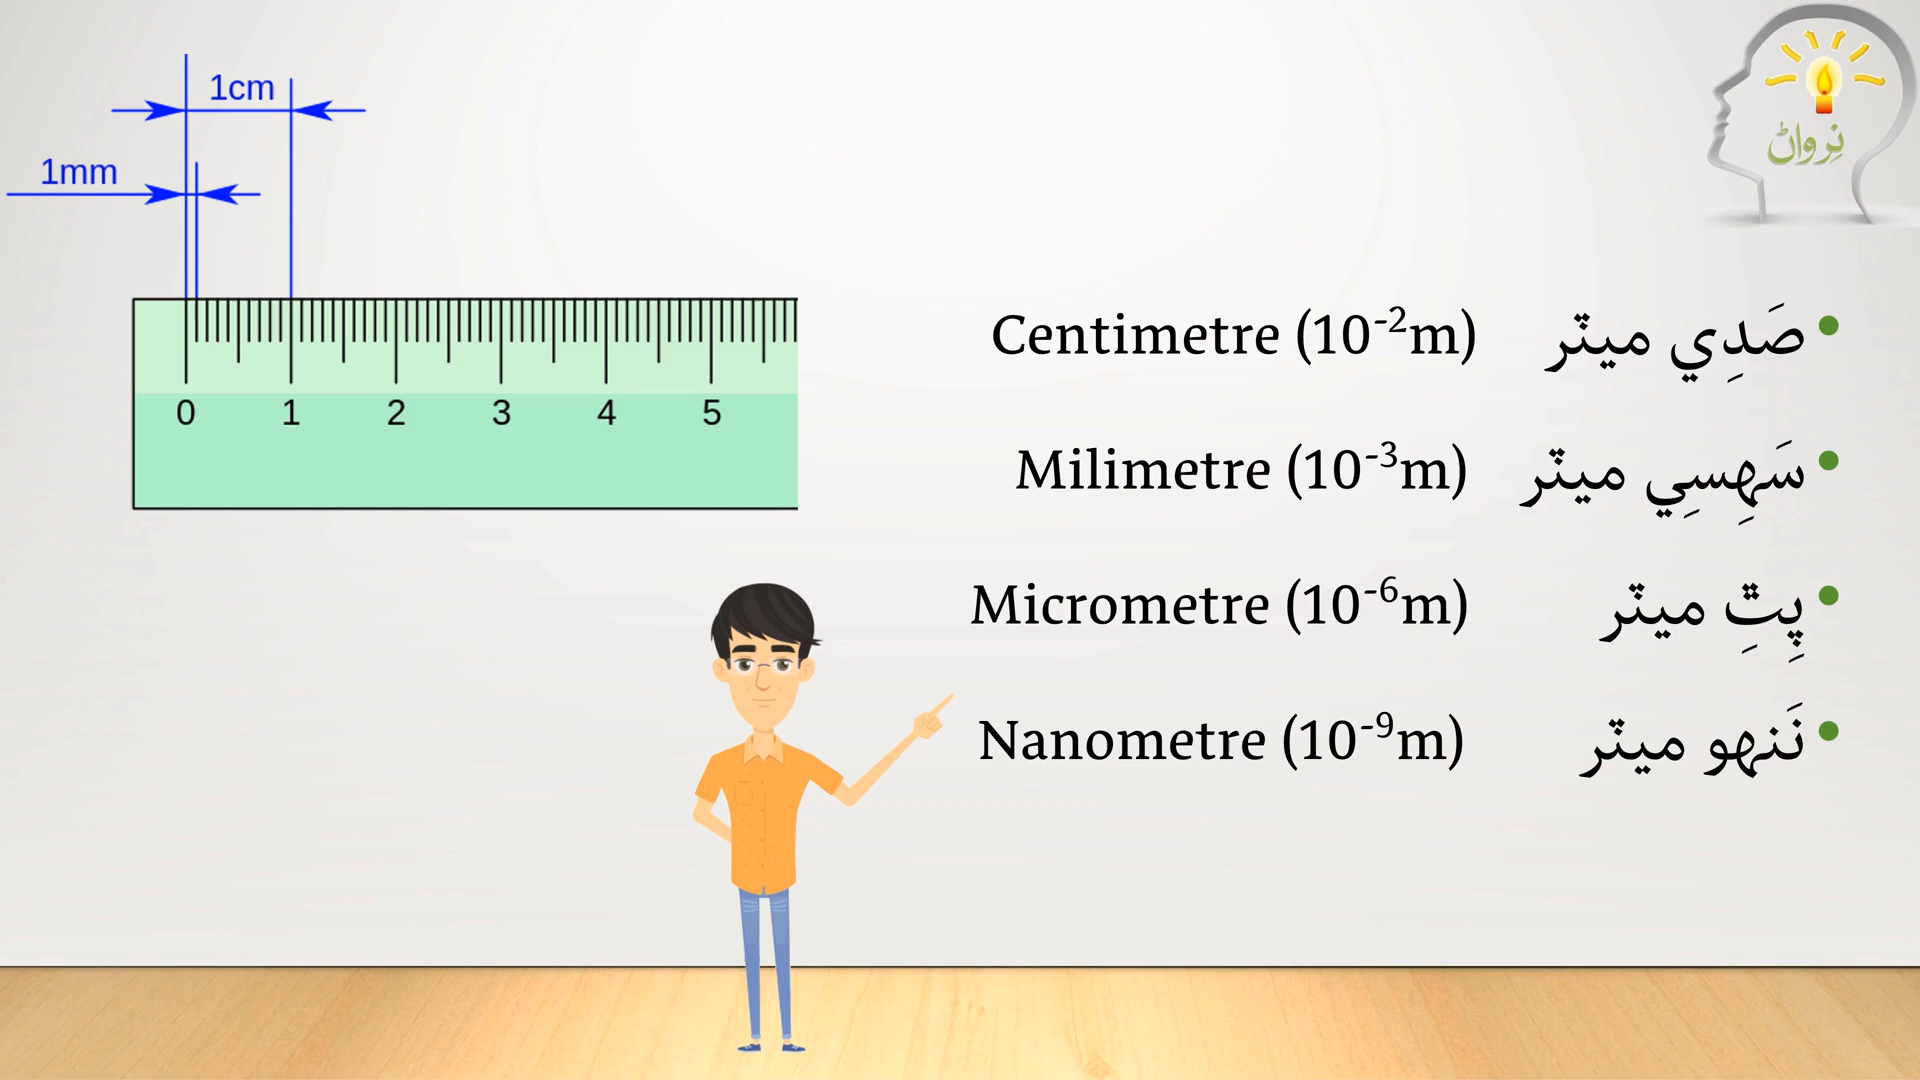 1cm
1mm
0 1 2 3 4 5
نِرواڻ
صَدِي ميٽر Centimetre (10⁻²m)
سَهِسِي ميٽر Milimetre (10⁻³m)
پِٿِ ميٽر Micrometre (10⁻⁶m)
نَنهو ميٽر Nanometre (10⁻⁹m)